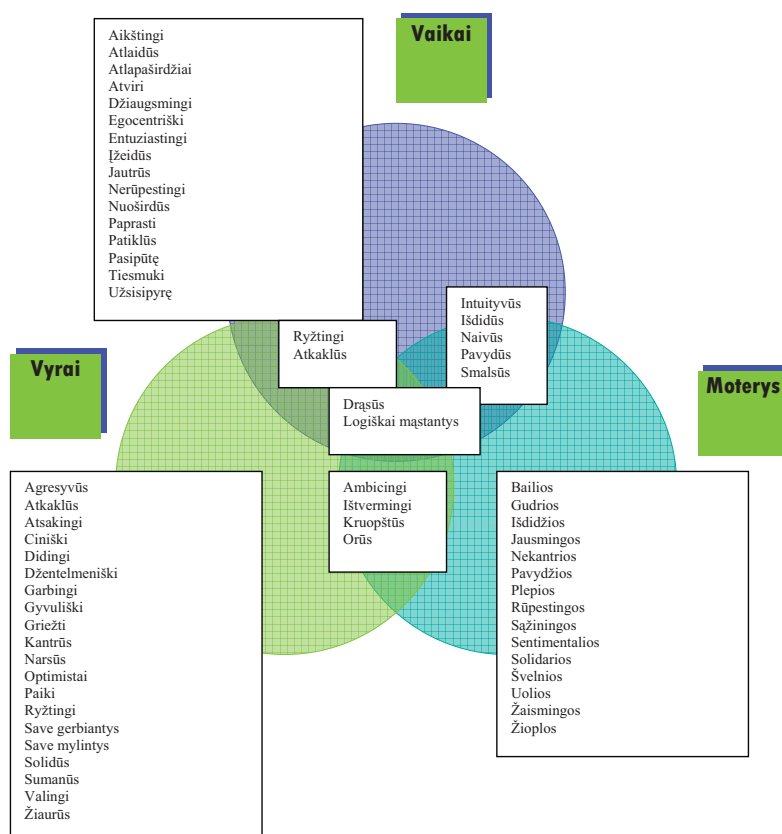 Vaikai
Aikštingi
Atlaidūs
Atlapaširdžiai
Atviri
Džiaugsmingi
Egocentriški
Entuziastingi
Įžeidūs
Jautrūs
Nerūpestingi
Nuoširdūs
Paprasti
Patiklūs
Pasipūtę
Tiesmuki
Užsisipyrę
Intuityvūs
Išdidūs
Naivūs
Pavydūs
Smalsūs
Ryžtingi
Atkaklūs
Vyrai
Moterys
Drąsūs
Logiškai mąstantys
Agresyvūs
Atkaklūs
Atsakingi
Ciniški
Didingi
Džentelmeniški
Garbingi
Gyvuliški
Griežti
Kantrūs
Narsūs
Optimistai
Paiki
Ryžtingi
Save gerbiantys
Save mylintys
Solidūs
Sumanūs
Valingi
Žiaurūs
Ambicingi
Ištvermingi
Kruopštūs
Orūs
Bailios
Gudrios
Išdidžios
Jausmingos
Nekantrios
Pavydžios
Plepios
Rūpestingos
Sąžiningos
Sentimentalios
Solidarios
Švelnios
Uolios
Žaismingos
Žioplos